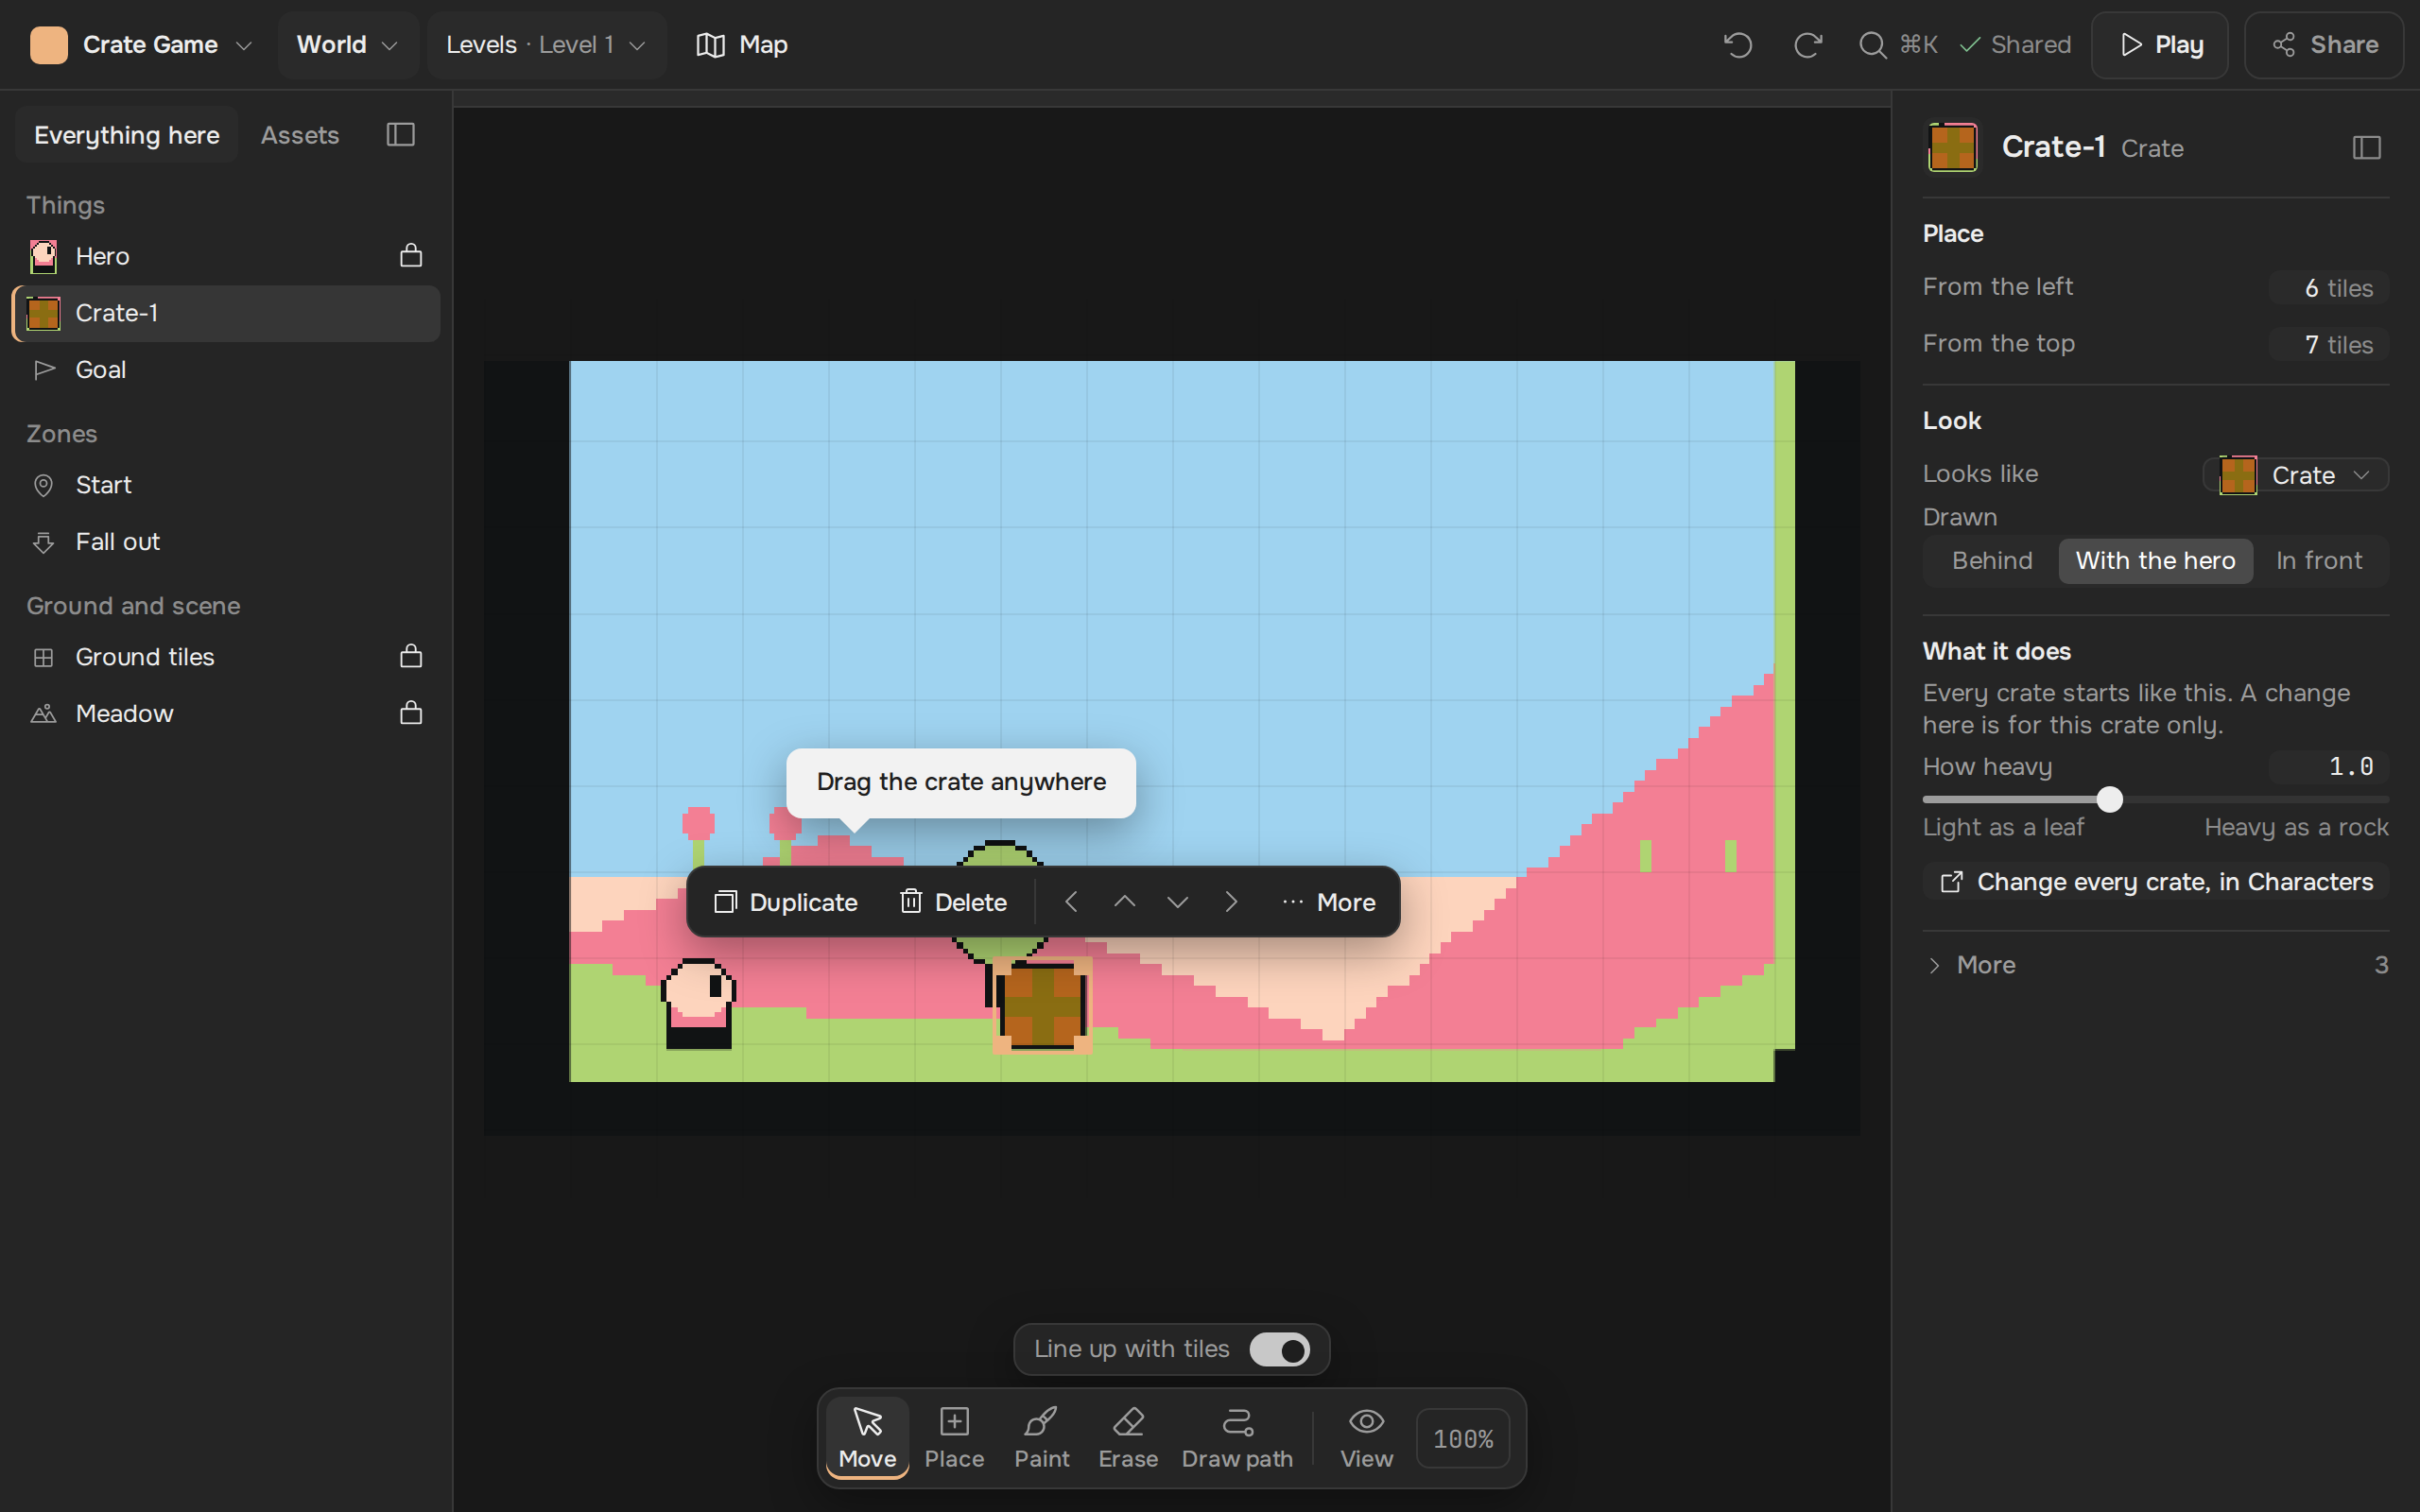 Crate Game
World
Levels · Level 1
Map
⌘K
Shared
Play
Share
Everything here
Assets
Things
Hero
Crate-1
Goal
Zones
Start
Fall out
Ground and scene
Ground tiles
Meadow
Drag the crate anywhere
Duplicate
Delete
More
Line up with tiles
Move
Place
Paint
Erase
Draw path
View
100%
Crate-1 Crate
Place
From the left 6 tiles
From the top 7 tiles
Look
Looks like Crate
Drawn
Behind With the hero In front
What it does
Every crate starts like this. A change
here is for this crate only.
How heavy 1.0
Light as a leaf Heavy as a rock
Change every crate, in Characters
More 3